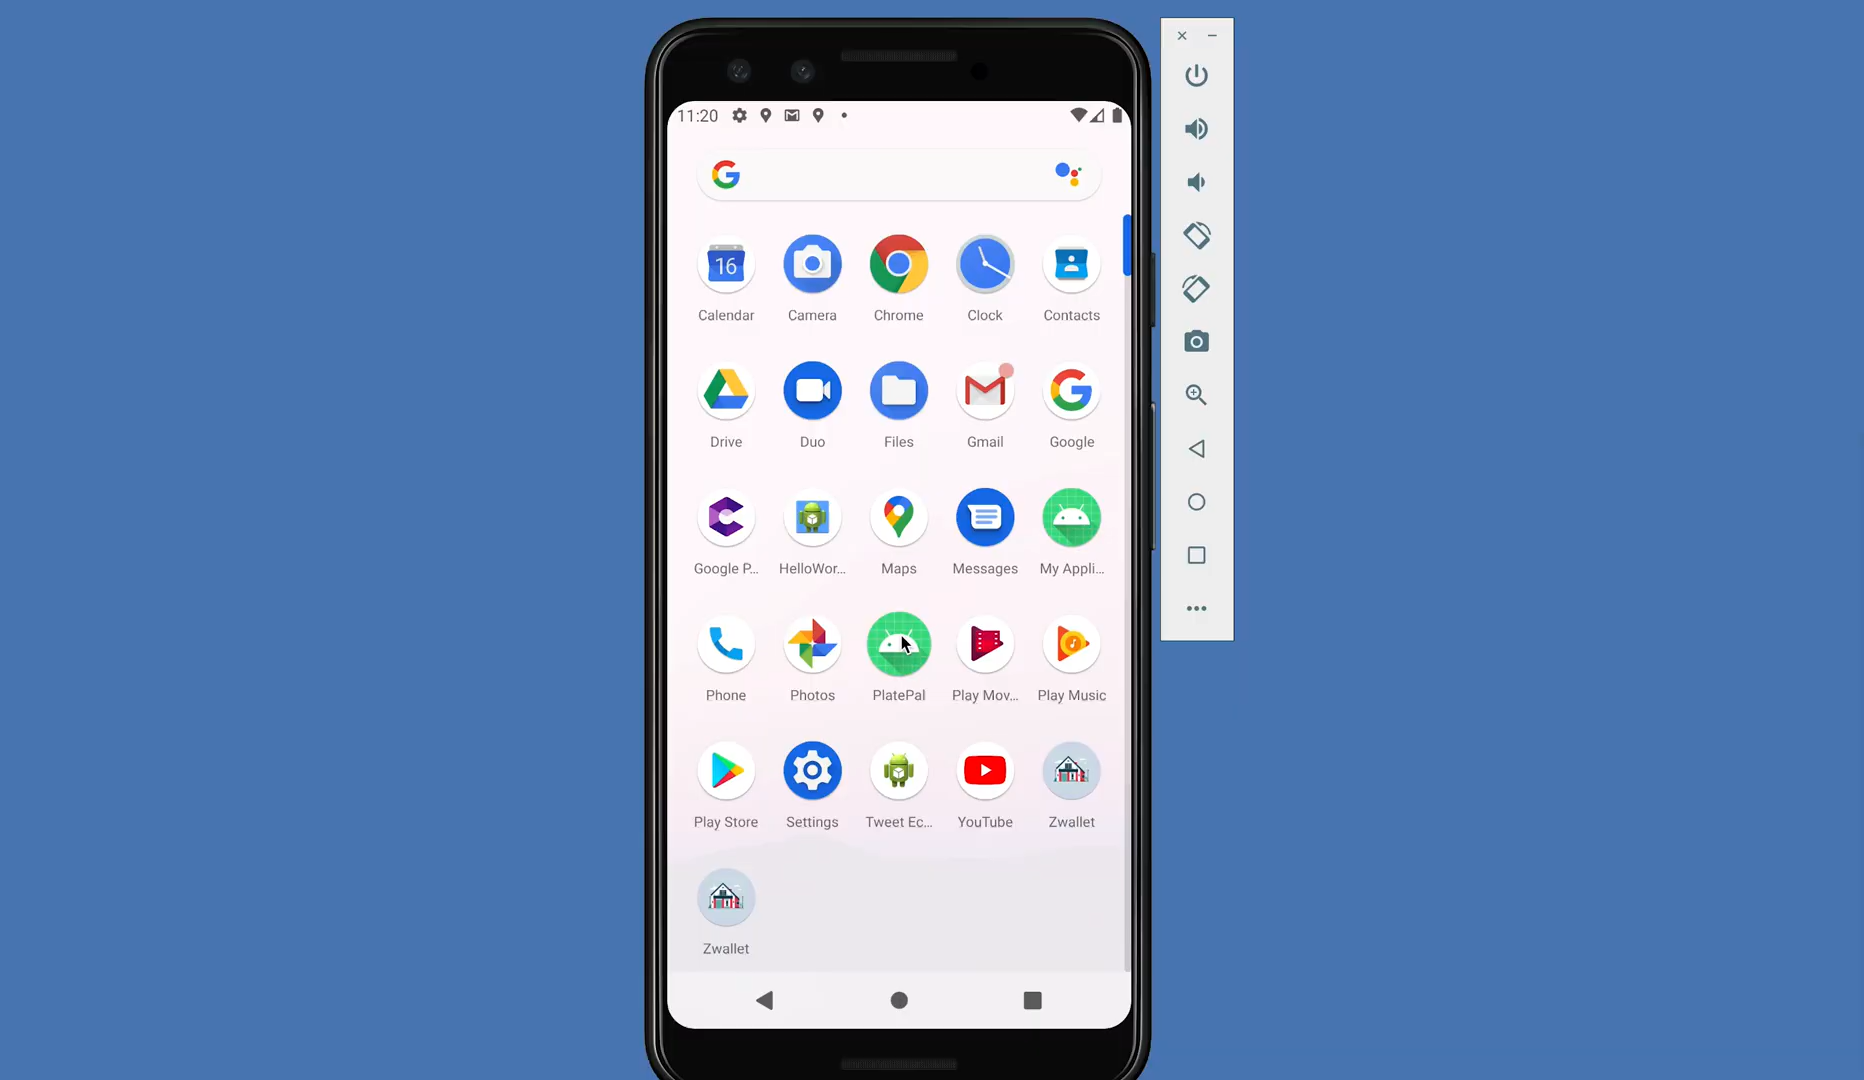 11:20
16
Calendar Camera Chrome Clock Contacts
Drive Duo Files Gmail Google
Google P... HelloWor... Maps Messages My Appli...
Phone Photos PlatePal Play Mov... Play Music
Play Store Settings Tweet Ec... YouTube Zwallet
Zwallet